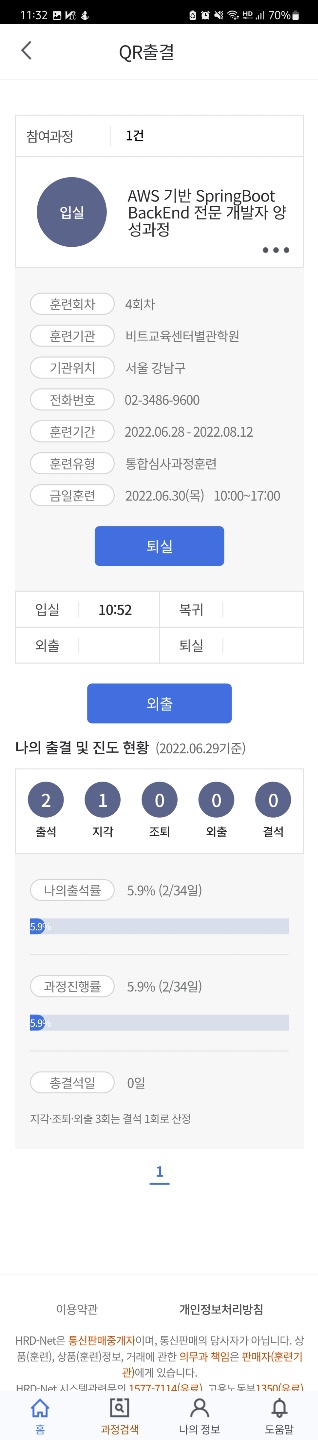 11:32
70%
QR출결
참여과정 1건
입실
AWS 기반 SpringBoot
BackEnd 전문 개발자 양
성과정
훈련회차 4회차
훈련기관 비트교육센터별관학원
기관위치 서울 강남구
전화번호 02-3486-9600
훈련기간 2022.06.28 - 2022.08.12
훈련유형 통합심사과정훈련
금일훈련 2022.06.30(목) 10:00~17:00
퇴실
입실 10:52 복귀
외출 퇴실
외출
나의 출결 및 진도 현황 (2022.06.29기준)
2 1 0 0 0
출석 지각 조퇴 외출 결석
나의출석률 5.9% (2/34일)
5.9%
과정진행률 5.9% (2/34일)
5.9%
총결석일 0일
지각·조퇴·외출 3회는 결석 1회로 산정
1
이용약관 개인정보처리방침
HRD-Net은 통신판매중개자이며, 통신판매의 당사자가 아닙니다. 상
품(훈련), 상품(훈련)정보, 거래에 관한 의무과 책임은 판매자(훈련기
관)에게 있습니다.
HRD-Net 시스템관련문의 1577-7114(유료), 고용노동부1350(유료)
홈 과정검색 나의 정보 도움말